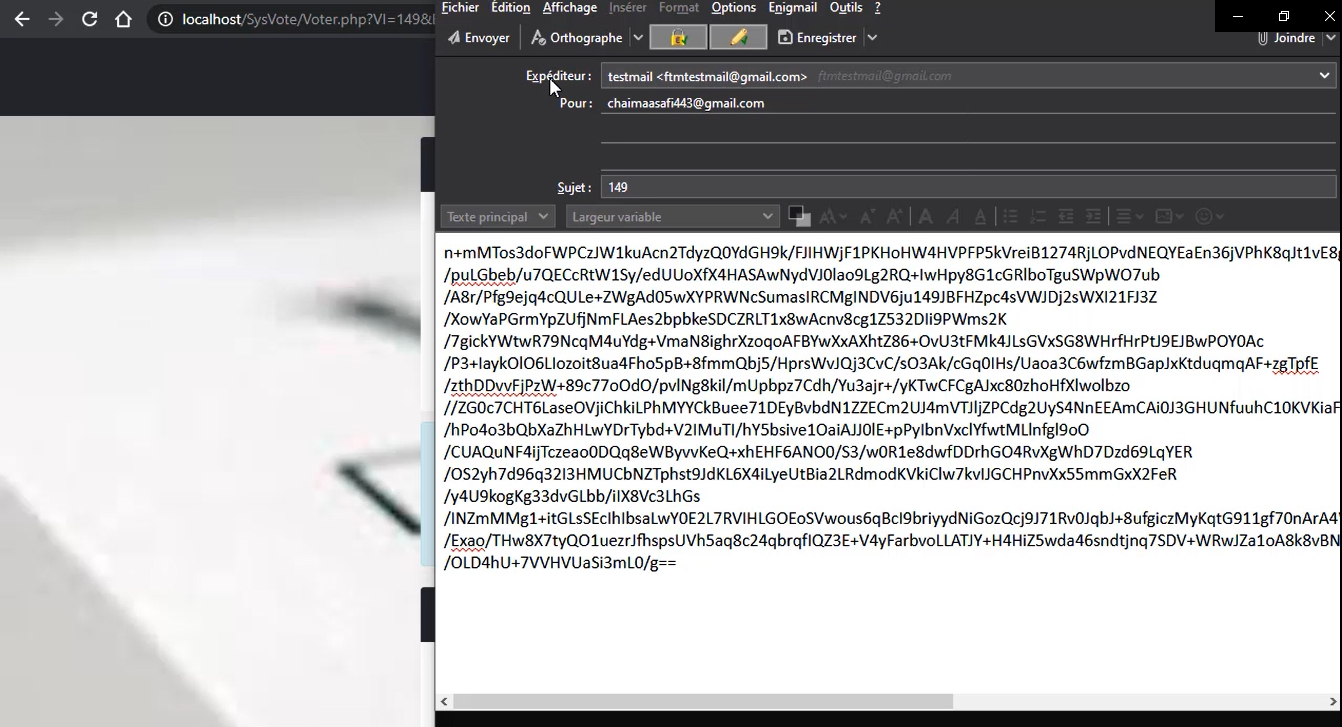 Fichier Édition Affichage Insérer Format Options Enigmail Outils ?
localhost/SysVote/Voter.php?VI=149&
Envoyer Orthographe Enregistrer Joindre
Expéditeur : testmail <ftmtestmail@gmail.com> ftmtestmail@gmail.com
Pour : chaimaasafi443@gmail.com
Sujet : 149
Texte principal Largeur variable
n+mMTos3doFWPCzJW1kuAcn2TdyzQ0YdGH9k/FJIHWjF1PKHoHW4HVPFP5kVreiB1274RjLOPvdNEQYEaEn36jVPhK8qJt1vE8
/puLGbeb/u7QECcRtW1Sy/edUUoXfX4HASAwNydVJ0lao9Lg2RQ+IwHpy8G1cGRlboTguSWpWO7ub
/A8r/Pfg9ejq4cQULe+ZWgAd05wXYPRWNcSumasIRCMgINDV6ju149JBFHZpc4sVWJDj2sWXI21FJ3Z
/XowYaPGrmYpZUfjNmFLAes2bpbkeSDCZRLT1x8wAcnv8cg1Z532DIi9PWms2K
/7gickYWtwR79NcqM4uYdg+VmaN8ighrXzoqoAFBYwXxAXhtZ86+OvU3tFMk4JLsGVxSG8WHrfHrPtJ9EJBwPOY0Ac
/P3+IaykOlO6LIozoit8ua4Fho5pB+8fmmQbj5/HprsWvJQj3CvC/sO3Ak/cGq0IHs/Uaoa3C6wfzmBGapJxKtduqmqAF+zgTpfE
/zthDDvvFjPzW+89c77oOdO/pvlNg8kil/mUpbpz7Cdh/Yu3ajr+/yKTwCFCgAJxc80zhoHfXlwolbzo
//ZG0c7CHT6LaseOVjiChkiLPhMYYCkBuee71DEyBvbdN1ZZECm2UJ4mVTJljZPCdg2UyS4NnEEAmCAi0J3GHUNfuuhC10KVKiaF
/hPo4o3bQbXaZhHLwYDrTybd+V2IMuTI/hY5bsive1OaiAJJ0lE+pPyIbnVxclYfwtMLlnfgl9oO
/CUAQuNF4ijTczeao0DQq8eWByvvKeQ+xhEHF6ANO0/S3/w0R1e8dwfDDrhGO4RvXgWhD7Dzd69LqYER
/OS2yh7d96q32I3HMUCbNZTphst9JdKL6X4iLyeUtBia2LRdmodKVkiClw7kvIJGCHPnvXx55mmGxX2FeR
/y4U9kogKg33dvGLbb/iIX8Vc3LhGs
/INZmMMg1+itGLsSEclhIbsaLwY0E2L7RVIHLGOEoSVwous6qBcl9briyydNiGozQcj9J71Rv0JqbJ+8ufgiczMyKqtG911gf70nArA4
/Exao/THw8X7tyQO1uezrJfhspsUVh5aq8c24qbrqfIQZ3E+V4yFarbvoLLATJY+H4HiZ5wda46sndtjnq7SDV+WRwJZa1oA8k8vBN
/OLD4hU+7VVHVUaSi3mL0/g==